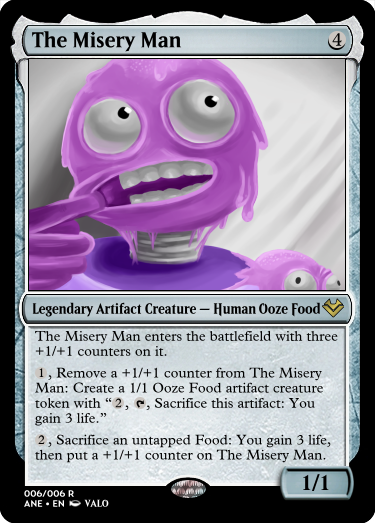 The Misery Man 4
Legendary Artifact Creature — Human Ooze Food
The Misery Man enters the battlefield with three
+1/+1 counters on it.
1, Remove a +1/+1 counter from The Misery
Man: Create a 1/1 Ooze Food artifact creature
token with “2, , Sacrifice this artifact: You
gain 3 life.”
2, Sacrifice an untapped Food: You gain 3 life,
then put a +1/+1 counter on The Misery Man.
1/1
006/006 R
ANE • EN VALO